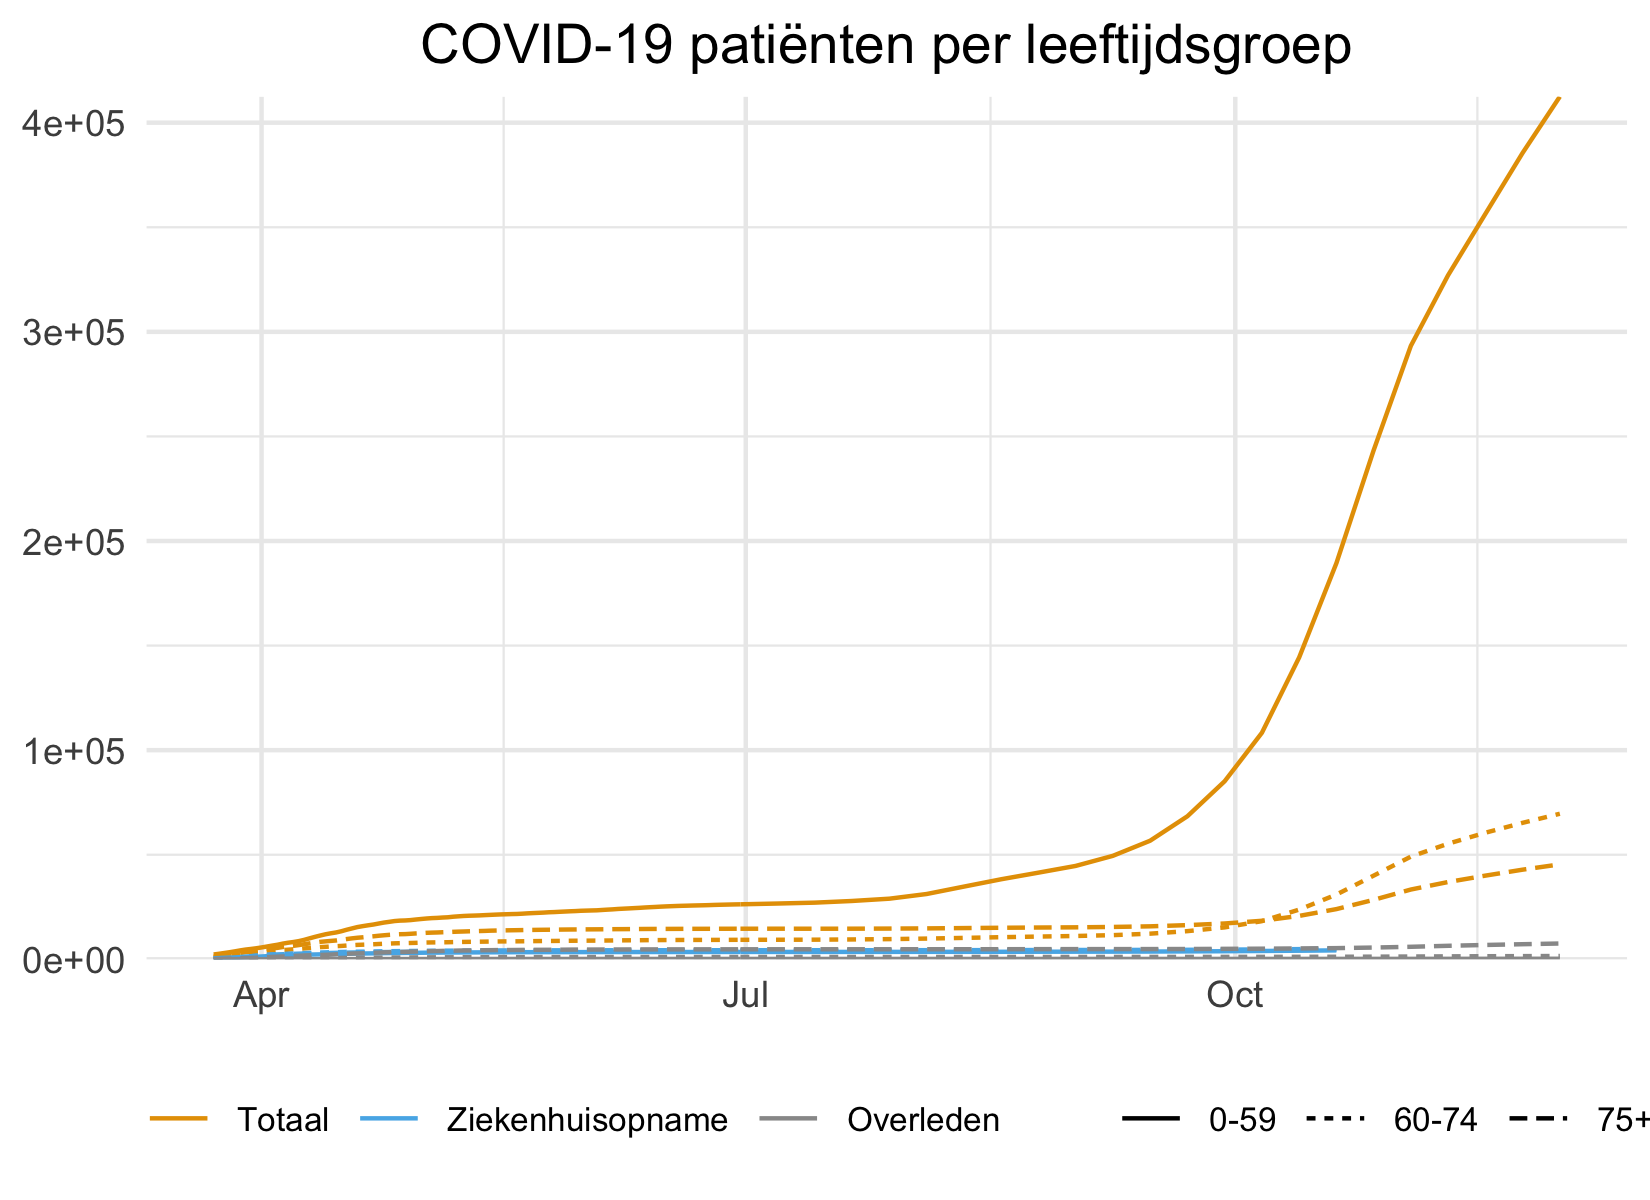 COVID-19 patiënten per leeftijdsgroep
4e+05
3e+05
2e+05
1e+05
0e+00
Apr Jul Oct
Totaal Ziekenhuisopname Overleden 0-59 60-74 75+